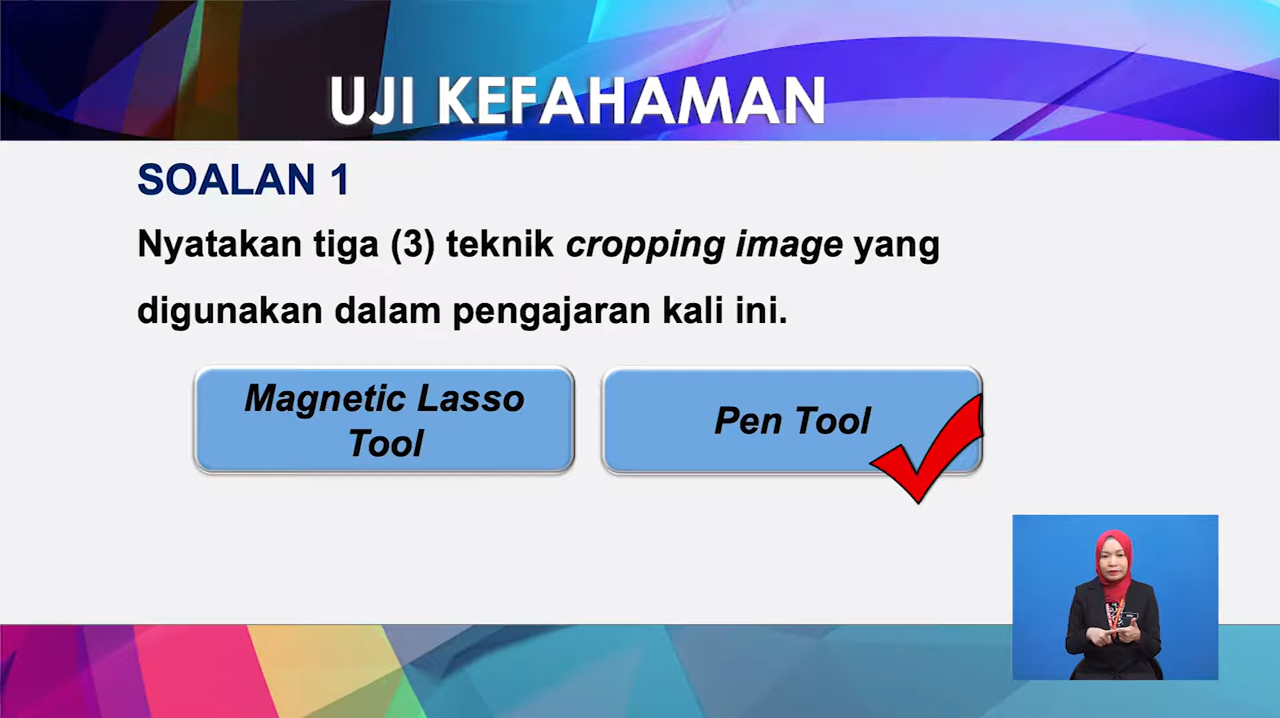 UJI KEFAHAMAN
SOALAN 1
Nyatakan tiga (3) teknik cropping image yang
digunakan dalam pengajaran kali ini.
Magnetic Lasso
Tool
Pen Tool